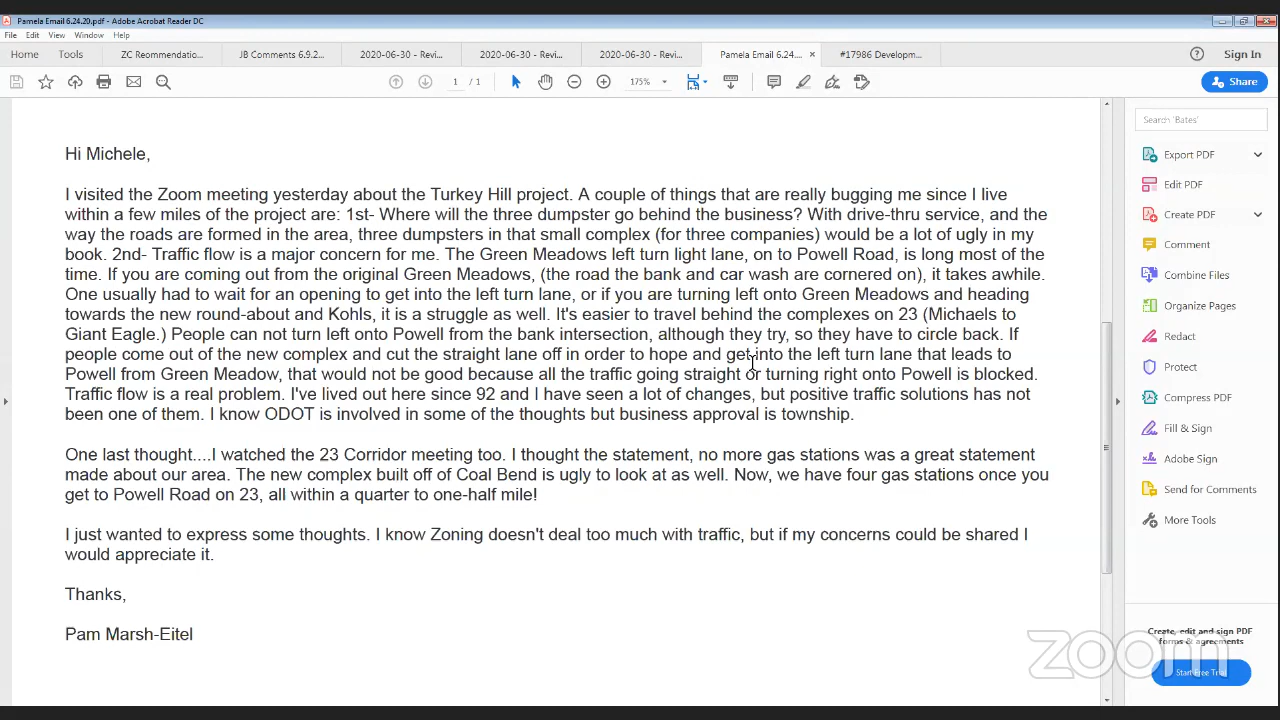 Pamela Email 6.24.20.pdf - Adobe Acrobat Reader DC
File Edit View Window Help
Home Tools ZC Reommendatio... JB Comments 6.9.2... 2020-06-30 - Revi... 2020-06-30 - Revi... 2020-06-30 - Revi... Pamela Email 6.24.... × #17986 Developm... Sign In
1 / 1 175% Share
Hi Michele,
I visited the Zoom meeting yesterday about the Turkey Hill project. A couple of things that are really bugging me since I live
within a few miles of the project are: 1st- Where will the three dumpster go behind the business? With drive-thru service, and the
way the roads are formed in the area, three dumpsters in that small complex (for three companies) would be a lot of ugly in my
book. 2nd- Traffic flow is a major concern for me. The Green Meadows left turn light lane, on to Powell Road, is long most of the
time. If you are coming out from the original Green Meadows, (the road the bank and car wash are cornered on), it takes awhile.
One usually had to wait for an opening to get into the left turn lane, or if you are turning left onto Green Meadows and heading
towards the new round-about and Kohls, it is a struggle as well. It's easier to travel behind the complexes on 23 (Michaels to
Giant Eagle.) People can not turn left onto Powell from the bank intersection, although they try, so they have to circle back. If
people come out of the new complex and cut the straight lane off in order to hope and get into the left turn lane that leads to
Powell from Green Meadow, that would not be good because all the traffic going straight or turning right onto Powell is blocked.
Traffic flow is a real problem. I've lived out here since 92 and I have seen a lot of changes, but positive traffic solutions has not
been one of them. I know ODOT is involved in some of the thoughts but business approval is township.
One last thought....I watched the 23 Corridor meeting too. I thought the statement, no more gas stations was a great statement
made about our area. The new complex built off of Coal Bend is ugly to look at as well. Now, we have four gas stations once you
get to Powell Road on 23, all within a quarter to one-half mile!
I just wanted to express some thoughts. I know Zoning doesn't deal too much with traffic, but if my concerns could be shared I
would appreciate it.
Thanks,
Pam Marsh-Eitel
Search 'Bates'
Export PDF
Edit PDF
Create PDF
Comment
Combine Files
Organize Pages
Redact
Protect
Compress PDF
Fill & Sign
Adobe Sign
Send for Comments
More Tools
Create, edit and sign PDF
forms & agreements
Start Free Trial
zoom